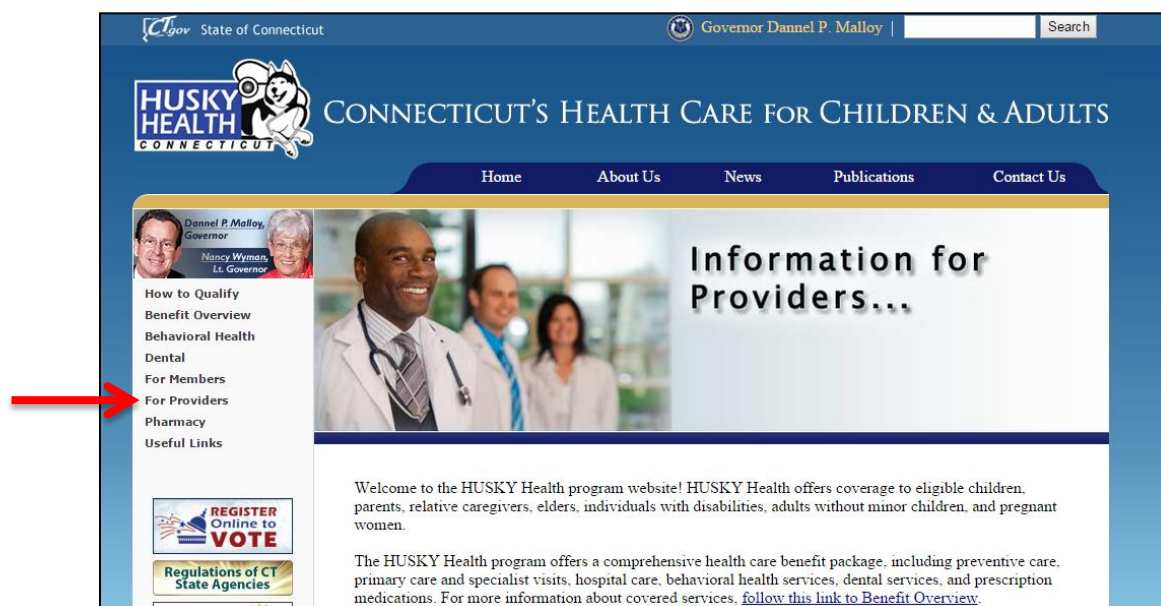 CT.gov State of Connecticut
Governor Dannel P. Malloy |
Search
HUSKY
HEALTH
CONNECTICUT
CONNECTICUT'S HEALTH CARE FOR CHILDREN & ADULTS
Home About Us News Publications Contact Us
Dannel P. Malloy,
Governor
Nancy Wyman,
Lt. Governor
Information for
Providers...
How to Qualify
Benefit Overview
Behavioral Health
Dental
For Members
For Providers
Pharmacy
Useful Links
REGISTER
Online to
VOTE
Regulations of CT
State Agencies
Welcome to the HUSKY Health program website! HUSKY Health offers coverage to eligible children,
parents, relative caregivers, elders, individuals with disabilities, adults without minor children, and pregnant
women.
The HUSKY Health program offers a comprehensive health care benefit package, including preventive care,
primary care and specialist visits, hospital care, behavioral health services, dental services, and prescription
medications. For more information about covered services, follow this link to Benefit Overview.